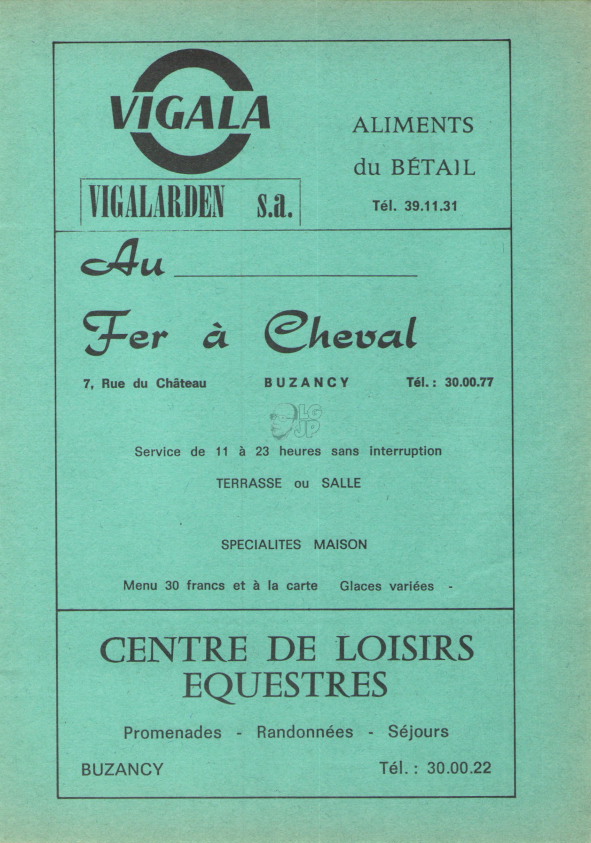 VIGALA
VIGALARDEN s.a.
ALIMENTS
du BÉTAIL
Tél. 39.11.31
Au
Fer à Cheval
7, Rue du Château BUZANCY Tél.: 30.00.77
LG
JP
Service de 11 à 23 heures sans interruption
TERRASSE ou SALLE
SPECIALITES MAISON
Menu 30 francs et à la carte Glaces variées -
CENTRE DE LOISIRS
EQUESTRES
Promenades - Randonnées - Séjours
BUZANCY Tél. : 30.00.22